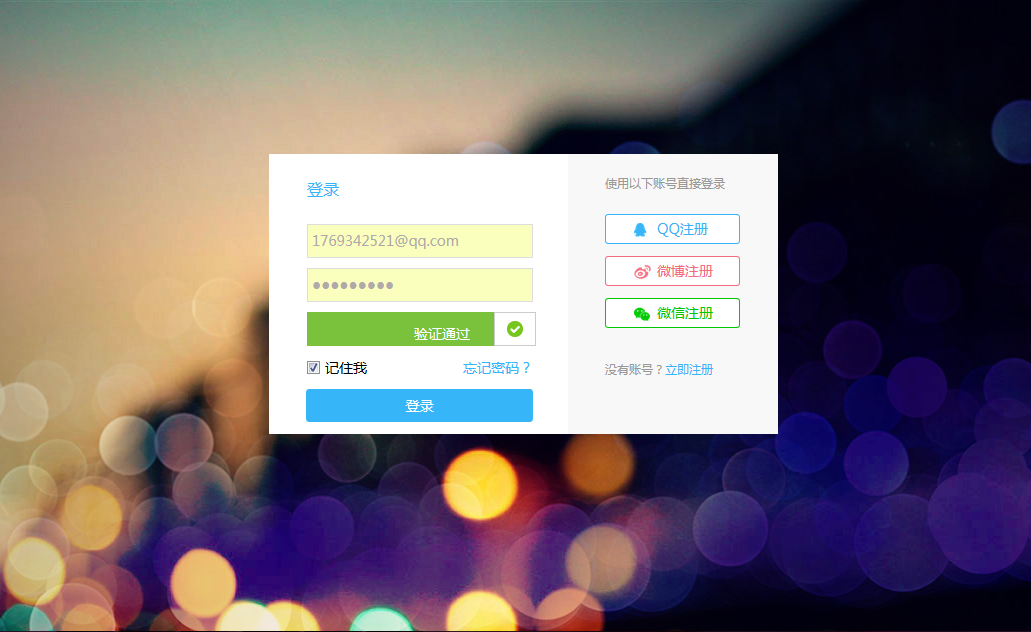 登录
1769342521@qq.com
验证通过
记住我
忘记密码？
登录
使用以下账号直接登录
QQ注册
微博注册
微信注册
没有账号？立即注册